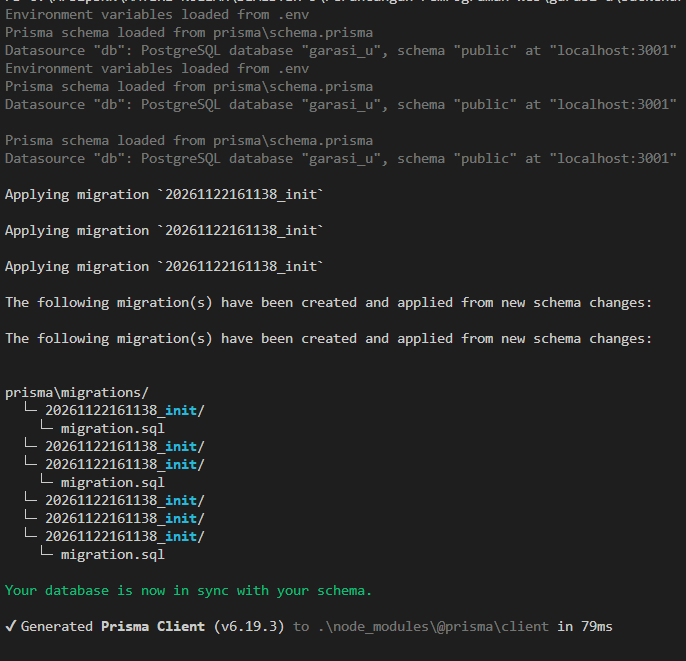 Environment variables loaded from .env
Prisma schema loaded from prisma\schema.prisma
Datasource "db": PostgreSQL database "garasi_u", schema "public" at "localhost:3001"
Environment variables loaded from .env
Prisma schema loaded from prisma\schema.prisma
Datasource "db": PostgreSQL database "garasi_u", schema "public" at "localhost:3001"
Prisma schema loaded from prisma\schema.prisma
Datasource "db": PostgreSQL database "garasi_u", schema "public" at "localhost:3001"
Applying migration `20261122161138_init`
Applying migration `20261122161138_init`
Applying migration `20261122161138_init`
The following migration(s) have been created and applied from new schema changes:
The following migration(s) have been created and applied from new schema changes:
prisma\migrations/
└─ 20261122161138_init/
└─ migration.sql
└─ 20261122161138_init/
└─ 20261122161138_init/
└─ migration.sql
└─ 20261122161138_init/
└─ 20261122161138_init/
└─ 20261122161138_init/
└─ migration.sql
Your database is now in sync with your schema.
✔ Generated Prisma Client (v6.19.3) to .\node_modules\@prisma\client in 79ms